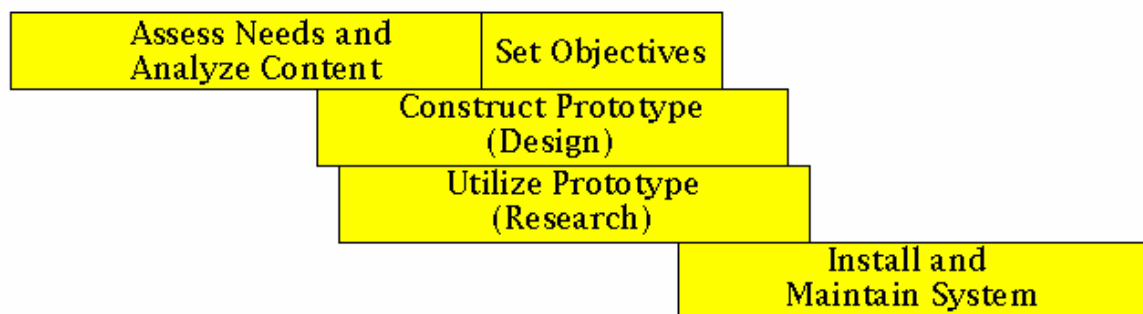 Assess Needs and
Analyze Content
Set Objectives
Construct Prototype
(Design)
Utilize Prototype
(Research)
Install and
Maintain System